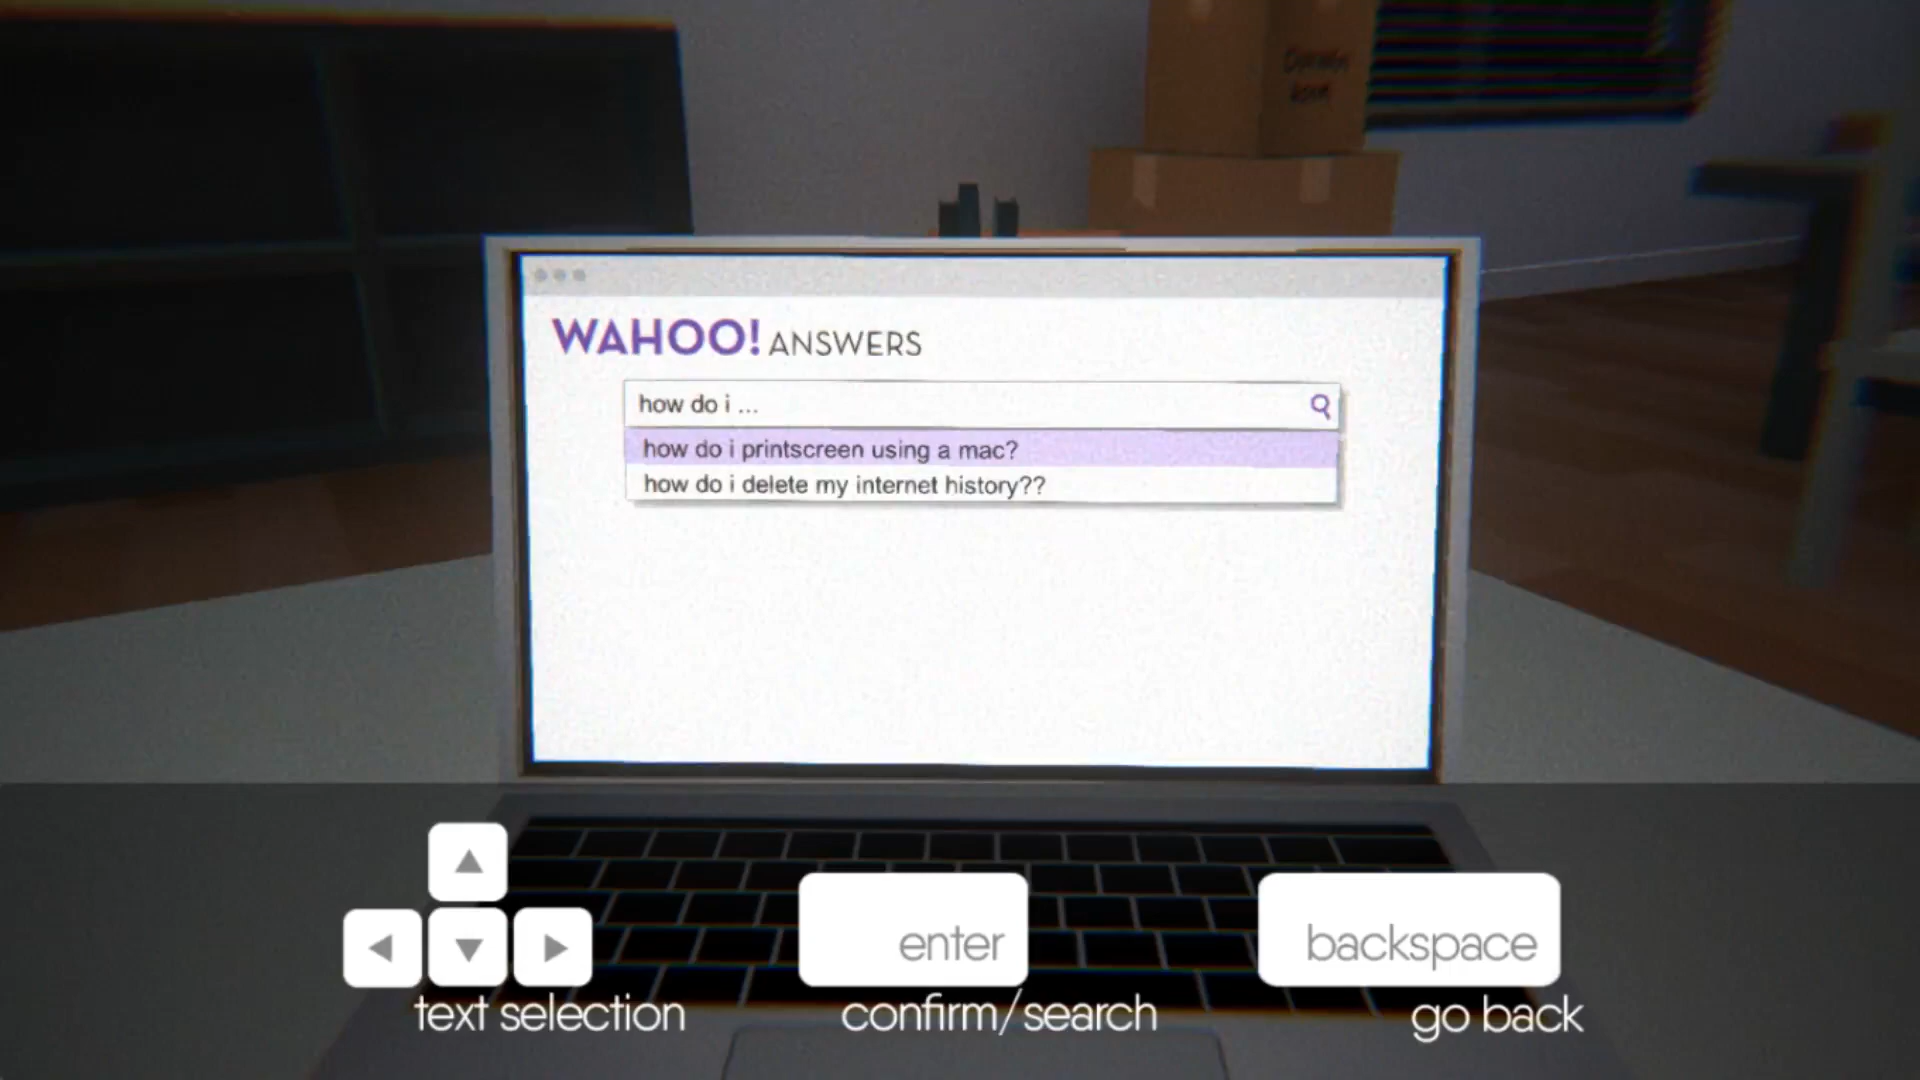 WAHOO! ANSWERS
how do i ...
how do i printscreen using a mac?
how do i delete my internet history??
enter
backspace
text selection
confirm/search
go back